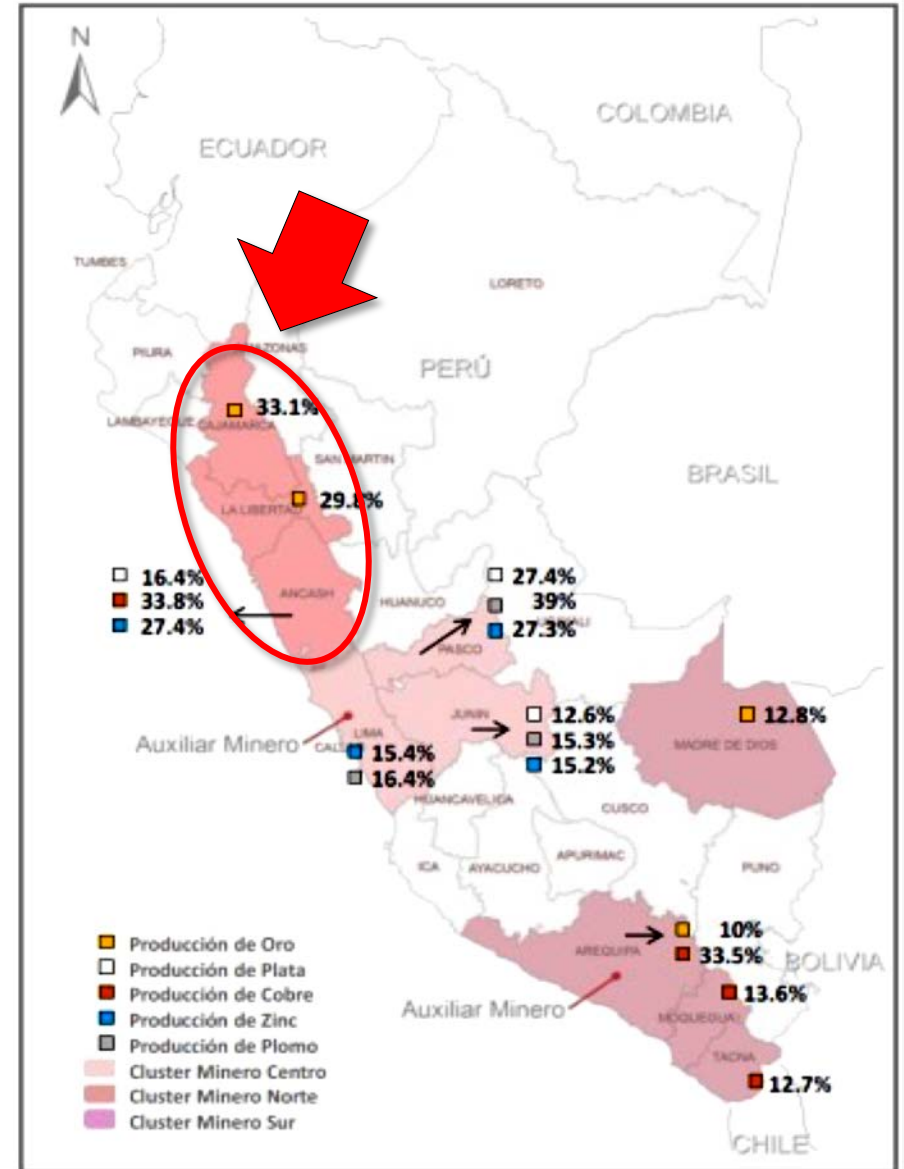 N
COLOMBIA
ECUADOR
TUMBES
LORETO
PIURA
AZONAS
PERÚ
33.1%
LAMBAYEQUE
CAJAMARCA
SAN MARTIN
BRASIL
29.8%
LA LIBERTAD
16.4%
33.8%
27.4%
ANCASH
HUANUCO
27.4%
39%
27.3%
PASCO
Auxiliar Minero
LIMA
15.4%
16.4%
JUNIN
12.6%
15.3%
15.2%
12.8%
MADRE DE DIOS
HUANCAVELICA
CUSCO
ICA
AYACUCHO
APURIMAC
PUNO
10%
33.5%
AREQUIPA
BOLIVIA
13.6%
Auxiliar Minero
MOQUEGUA
TACNA
12.7%
CHILE
Producción de Oro
Producción de Plata
Producción de Cobre
Producción de Zinc
Producción de Plomo
Cluster Minero Centro
Cluster Minero Norte
Cluster Minero Sur